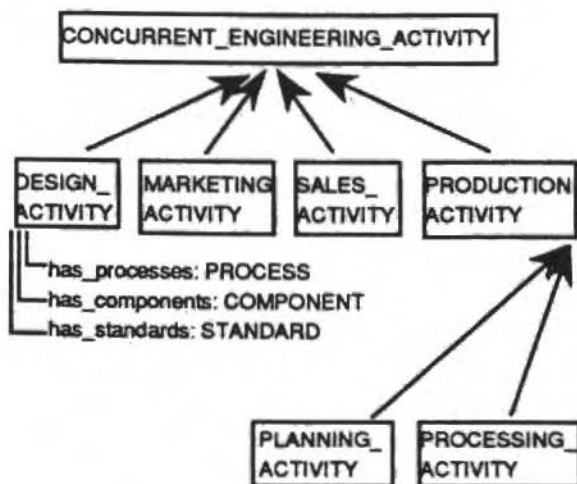 CONCURRENT_ENGINEERING_ACTIVITY
DESIGN_
ACTIVITY
MARKETING
ACTIVITY
SALES_
ACTIVITY
PRODUCTION
ACTIVITY
has_processes: PROCESS
has_components: COMPONENT
has_standards: STANDARD
PLANNING_
ACTIVITY
PROCESSING_
ACTIVITY